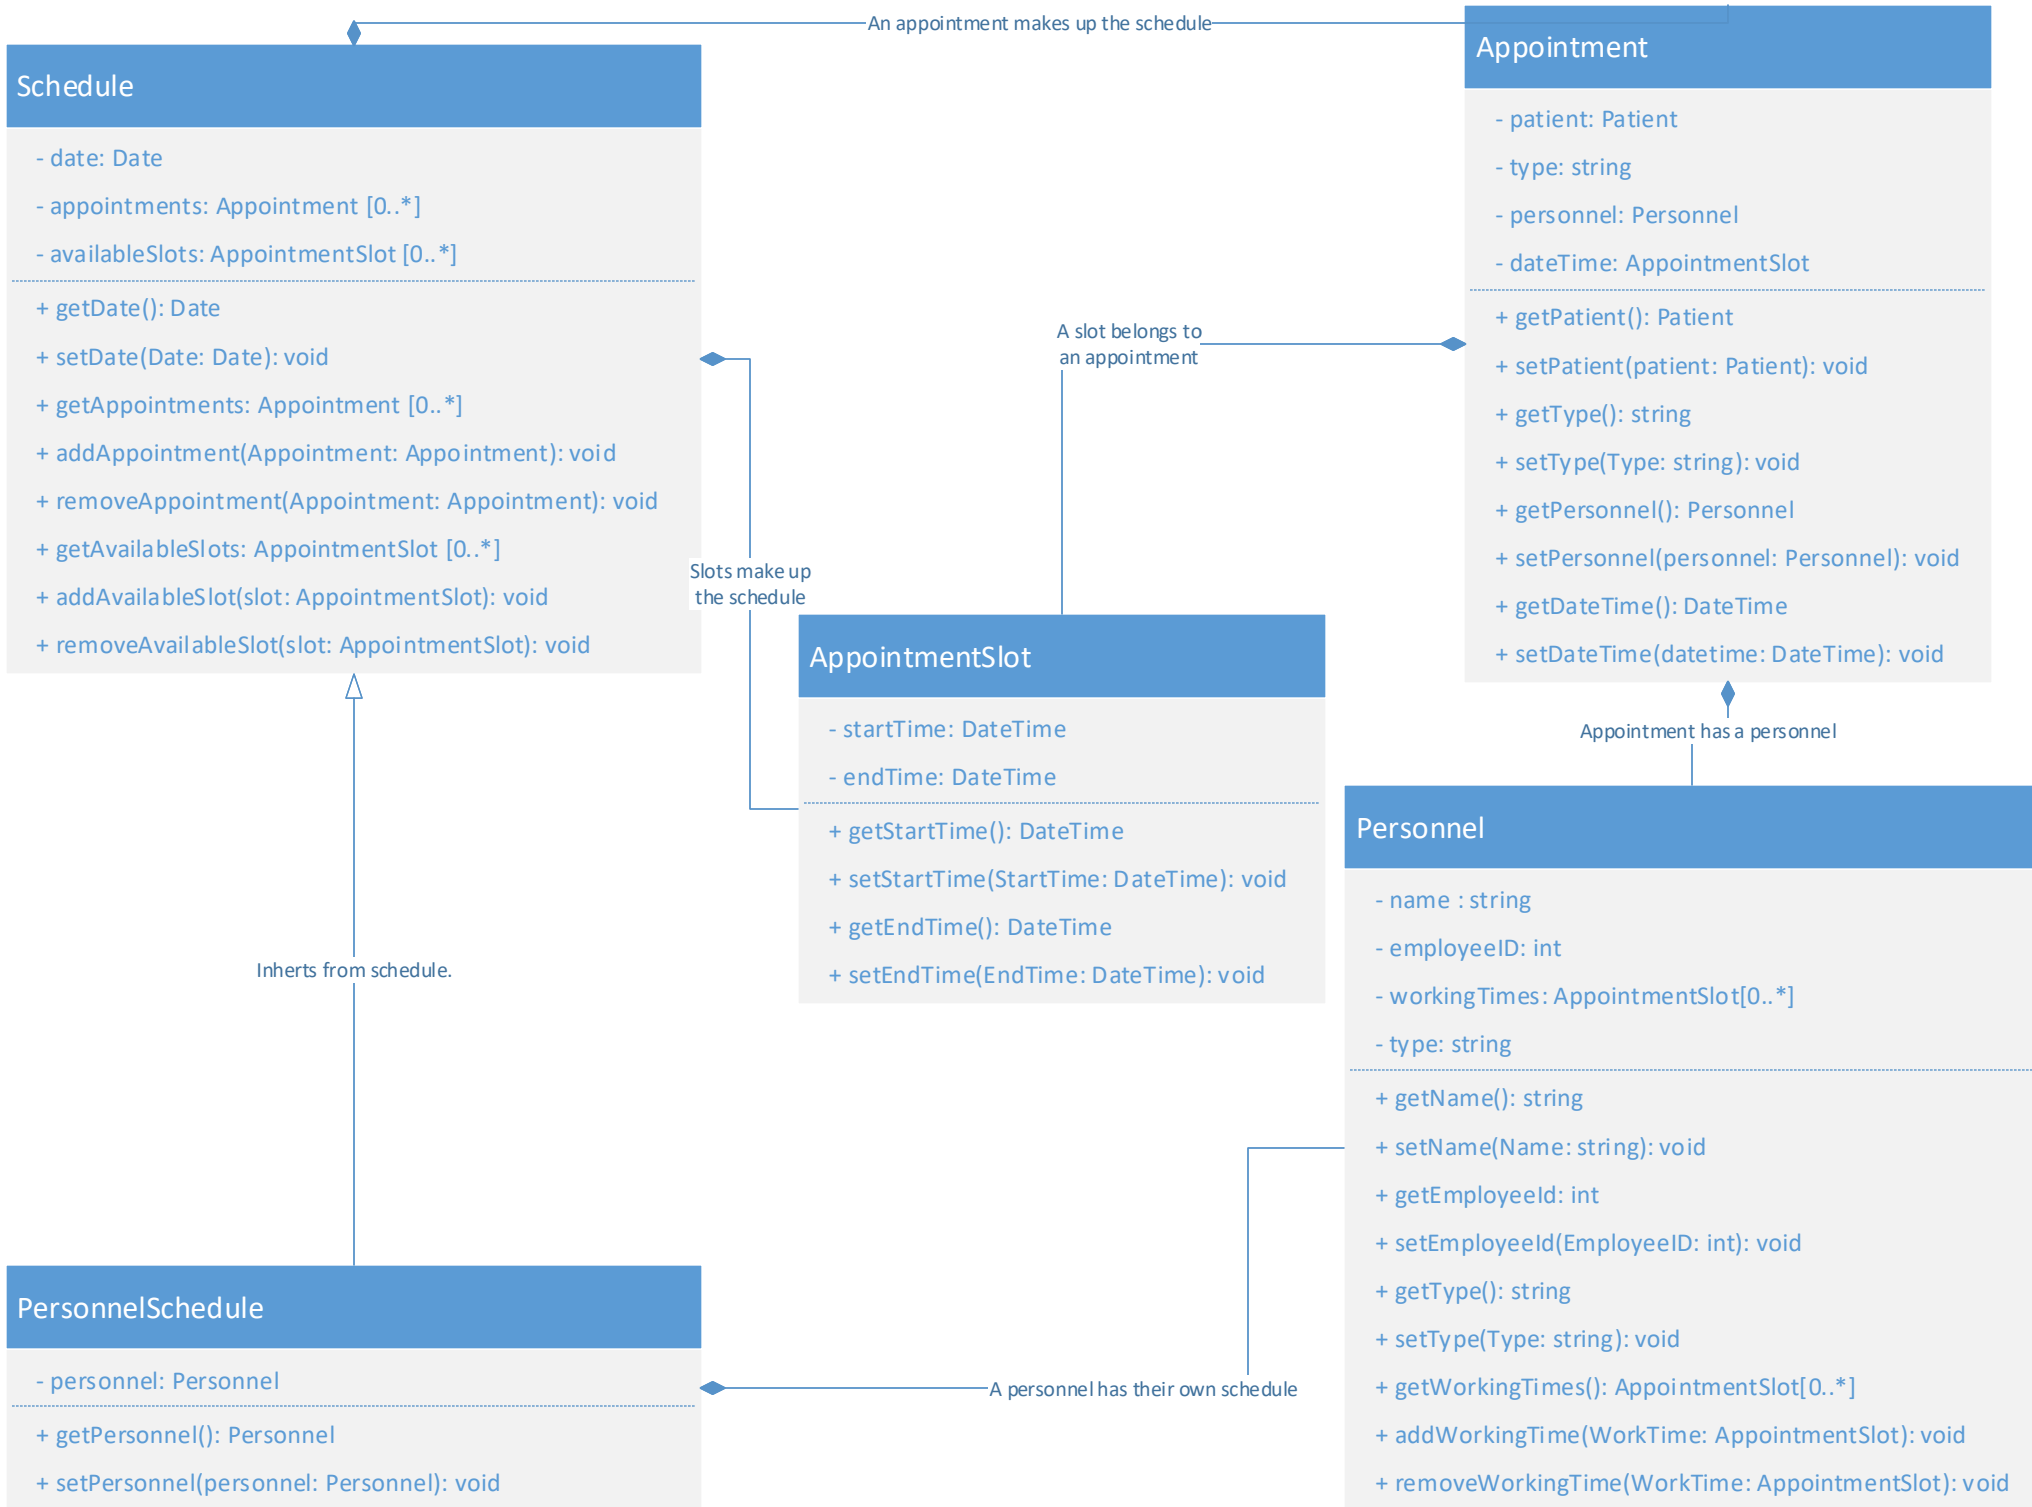 An appointment makes up the schedule
Schedule
- date: Date
- appointments: Appointment [0..*]
- availableSlots: AppointmentSlot [0..*]
+ getDate(): Date
+ setDate(Date: Date): void
+ getAppointments: Appointment [0..*]
+ addAppointment(Appointment: Appointment): void
+ removeAppointment(Appointment: Appointment): void
+ getAvailableSlots: AppointmentSlot [0..*]
+ addAvailableSlot(slot: AppointmentSlot): void
+ removeAvailableSlot(slot: AppointmentSlot): void
Appointment
- patient: Patient
- type: string
- personnel: Personnel
- dateTime: AppointmentSlot
+ getPatient(): Patient
+ setPatient(patient: Patient): void
+ getType(): string
+ setType(Type: string): void
+ getPersonnel(): Personnel
+ setPersonnel(personnel: Personnel): void
+ getDateTime(): DateTime
+ setDateTime(datetime: DateTime): void
A slot belongs to
an appointment
Slots make up
the schedule
AppointmentSlot
- startTime: DateTime
- endTime: DateTime
+ getStartTime(): DateTime
+ setStartTime(StartTime: DateTime): void
+ getEndTime(): DateTime
+ setEndTime(EndTime: DateTime): void
Appointment has a personnel
Personnel
- name : string
- employeeID: int
- workingTimes: AppointmentSlot[0..*]
- type: string
+ getName(): string
+ setName(Name: string): void
+ getEmployeeId: int
+ setEmployeeId(EmployeeID: int): void
+ getType(): string
+ setType(Type: string): void
+ getWorkingTimes(): AppointmentSlot[0..*]
+ addWorkingTime(WorkTime: AppointmentSlot): void
+ removeWorkingTime(WorkTime: AppointmentSlot): void
Inherts from schedule.
PersonnelSchedule
- personnel: Personnel
+ getPersonnel(): Personnel
+ setPersonnel(personnel: Personnel): void
A personnel has their own schedule